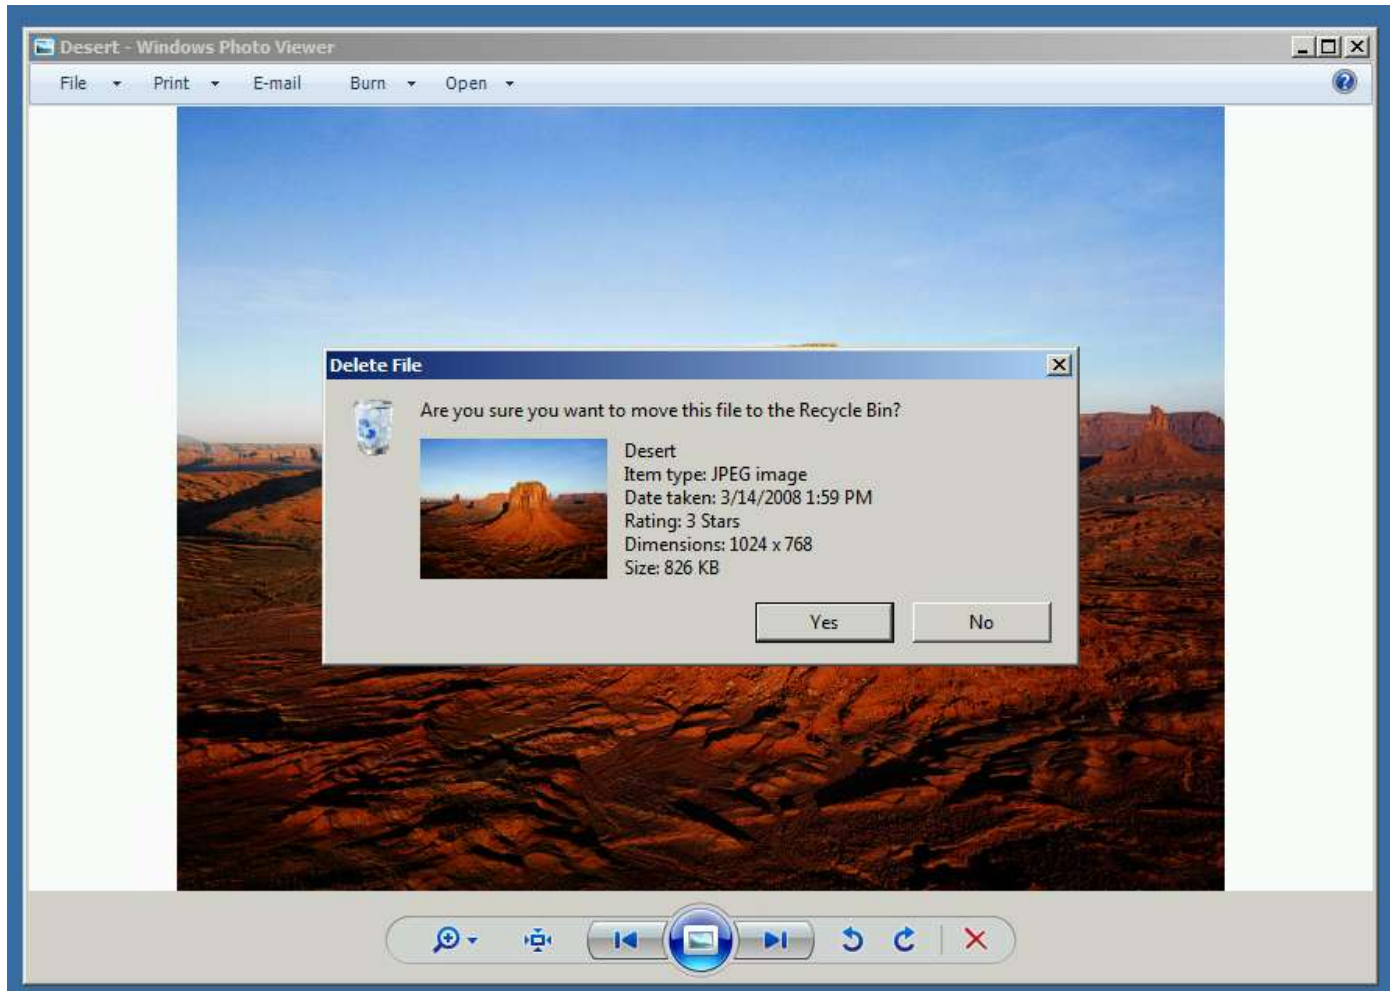 Desert - Windows Photo Viewer
File Print E-mail Burn Open
Delete File
Are you sure you want to move this file to the Recycle Bin?
Desert
Item type: JPEG image
Date taken: 3/14/2008 1:59 PM
Rating: 3 Stars
Dimensions: 1024 x 768
Size: 826 KB
Yes No